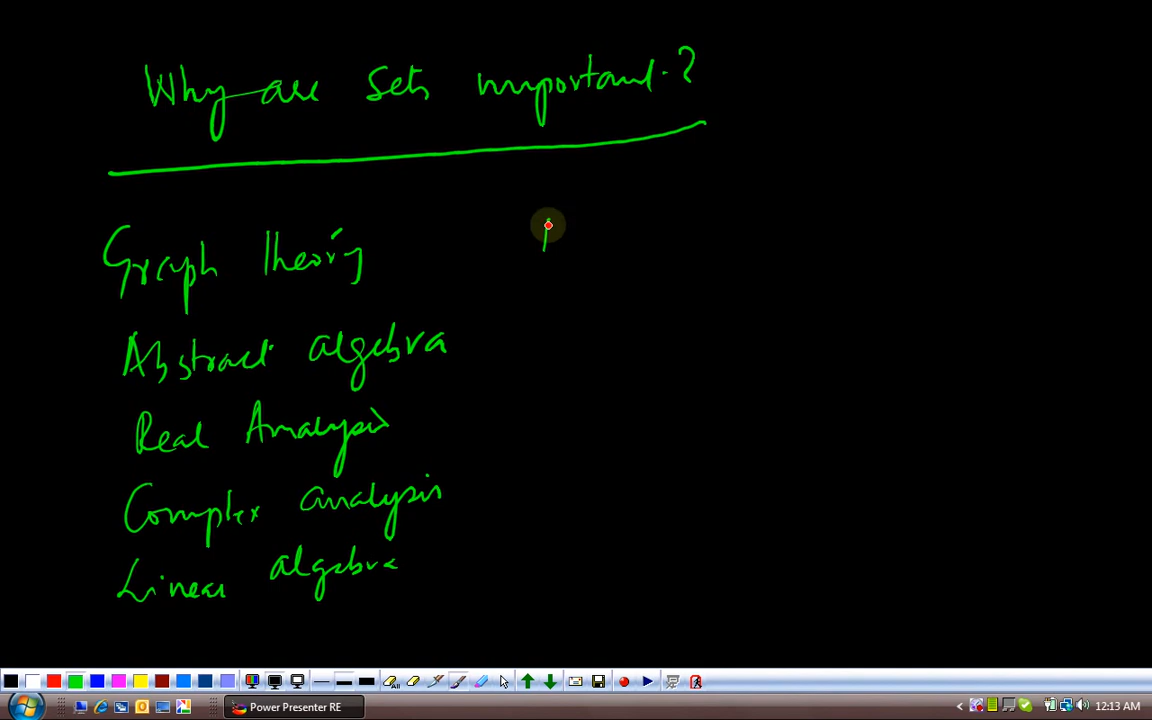 Why are Sets important.?
Graph theory
Abstract algebra
Real Analysis
Complex analysis
Linear algebra
All
Power Presenter RE
12:13 AM